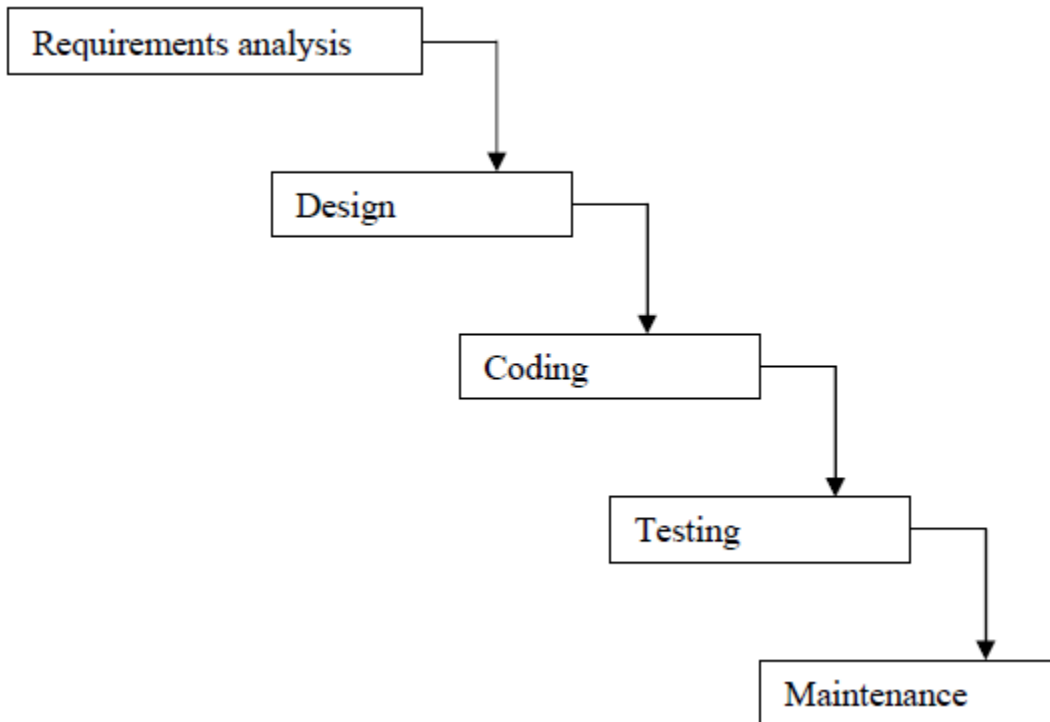 Requirements analysis
Design
Coding
Testing
Maintenance